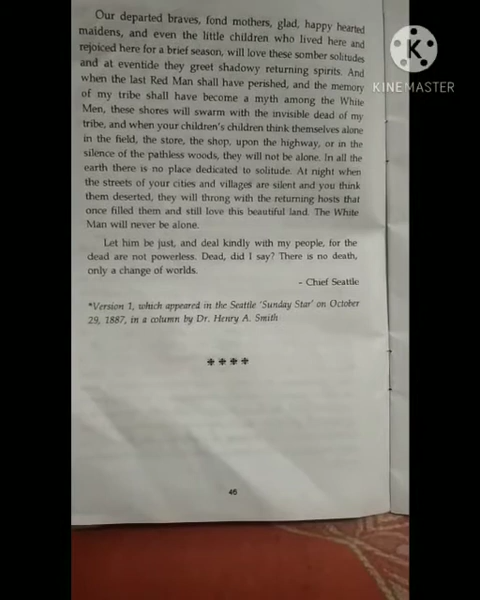 Our departed braves, fond mothers, glad, happy hearted
maidens, and even the little children who lived here and
rejoiced here for a brief season, will love these somber solitudes
and at eventide they greet shadowy returning spirits. And
when the last Red Man shall have perished, and the memory
of my tribe shall have become a myth among the White
Men, these shores will swarm with the invisible dead of my
tribe, and when your children's children think themselves alone
in the field, the store, the shop, upon the highway, or in the
silence of the pathless woods, they will not be alone. In all the
earth there is no place dedicated to solitude. At night when
the streets of your cities and villages are silent and you think
them deserted, they will throng with the returning hosts that
once filled them and still love this beautiful land. The White
Man will never be alone.
Let him be just, and deal kindly with my people, for the
dead are not powerless. Dead, did I say? There is no death,
only a change of worlds.
- Chief Seattle
*Version 1, which appeared in the Seattle 'Sunday Star' on October
29, 1887, in a column by Dr. Henry A. Smith
46
K
KINEMASTER